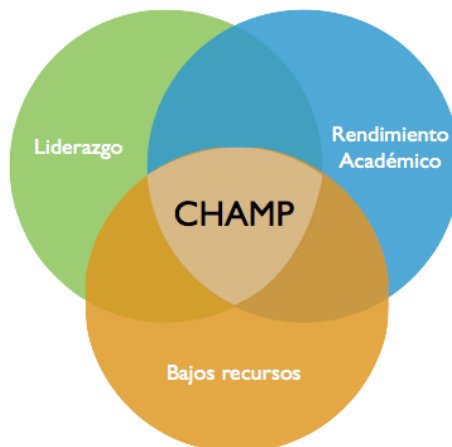 Liderazgo
Rendimiento
Académico
CHAMP
Bajos recursos